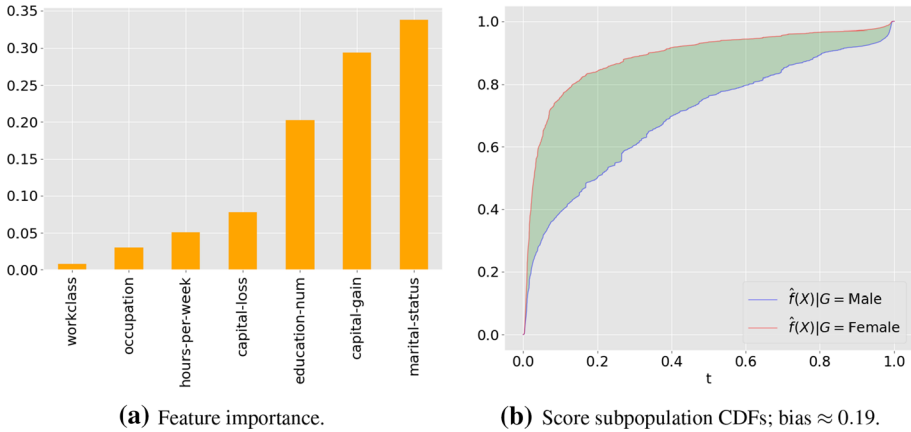 0.35
0.30
0.25
0.20
0.15
0.10
0.05
0.00
workclass
occupation
hours-per-week
capital-loss
education-num
capital-gain
marital-status
(a) Feature importance.
1.0
0.8
0.6
0.4
0.2
0.0
0.0 0.2 0.4 0.6 0.8 1.0
t
f̂(X)|G = Male
f̂(X)|G = Female
(b) Score subpopulation CDFs; bias ≈ 0.19.